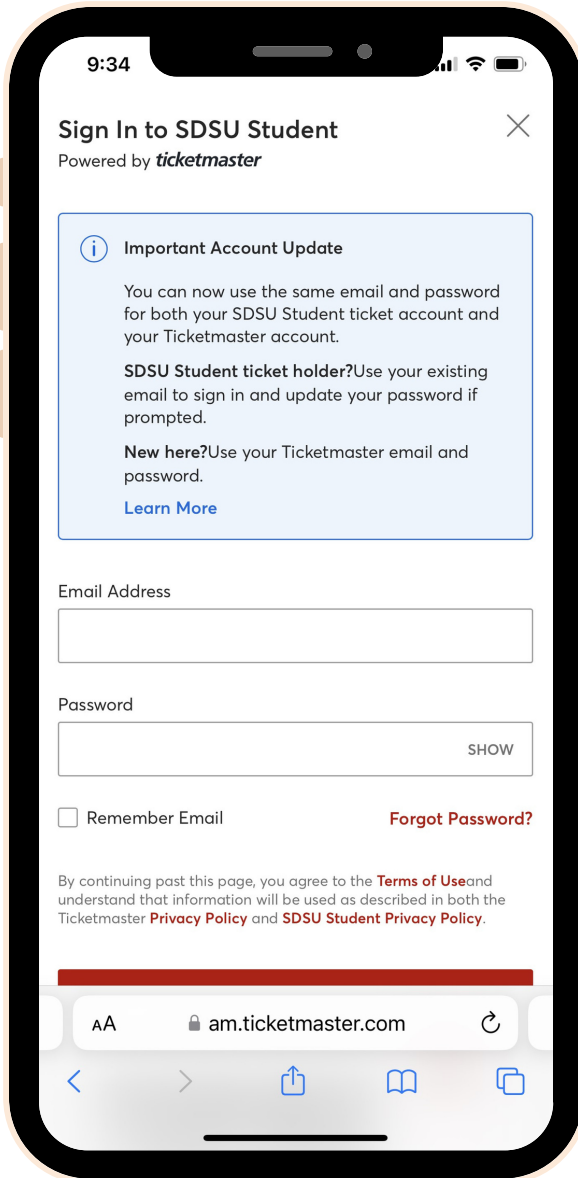 9:34
Sign In to SDSU Student
Powered by ticketmaster
Important Account Update
You can now use the same email and password
for both your SDSU Student ticket account and
your Ticketmaster account.
SDSU Student ticket holder?Use your existing
email to sign in and update your password if
prompted.
New here?Use your Ticketmaster email and
password.
Learn More
Email Address
Password
SHOW
Remember Email
Forgot Password?
By continuing past this page, you agree to the Terms of Useand
understand that information will be used as described in both the
Ticketmaster Privacy Policy and SDSU Student Privacy Policy.
AA am.ticketmaster.com